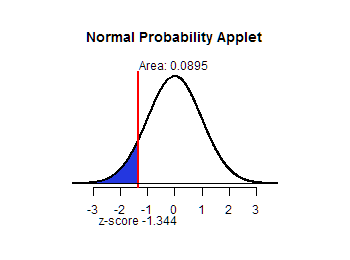 Normal Probability Applet
Area: 0.0895
-3 -2 -1 0 1 2 3
z-score -1.344